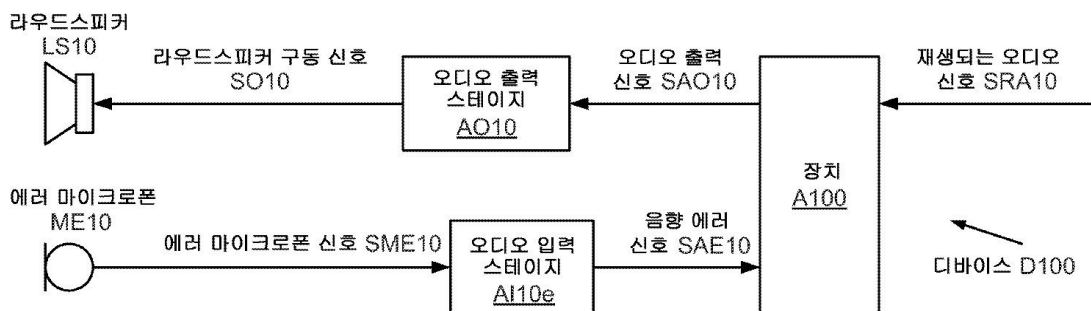 라우드스피커
LS10
라우드스피커 구동 신호
SO10
오디오 출력
스테이지
AO10
오디오 출력
신호 SAO10
재생되는 오디오
신호 SRA10
장치
A100
에러 마이크로폰
ME10
에러 마이크로폰 신호 SME10
오디오 입력
스테이지
AI10e
음향 에러
신호 SAE10
디바이스 D100